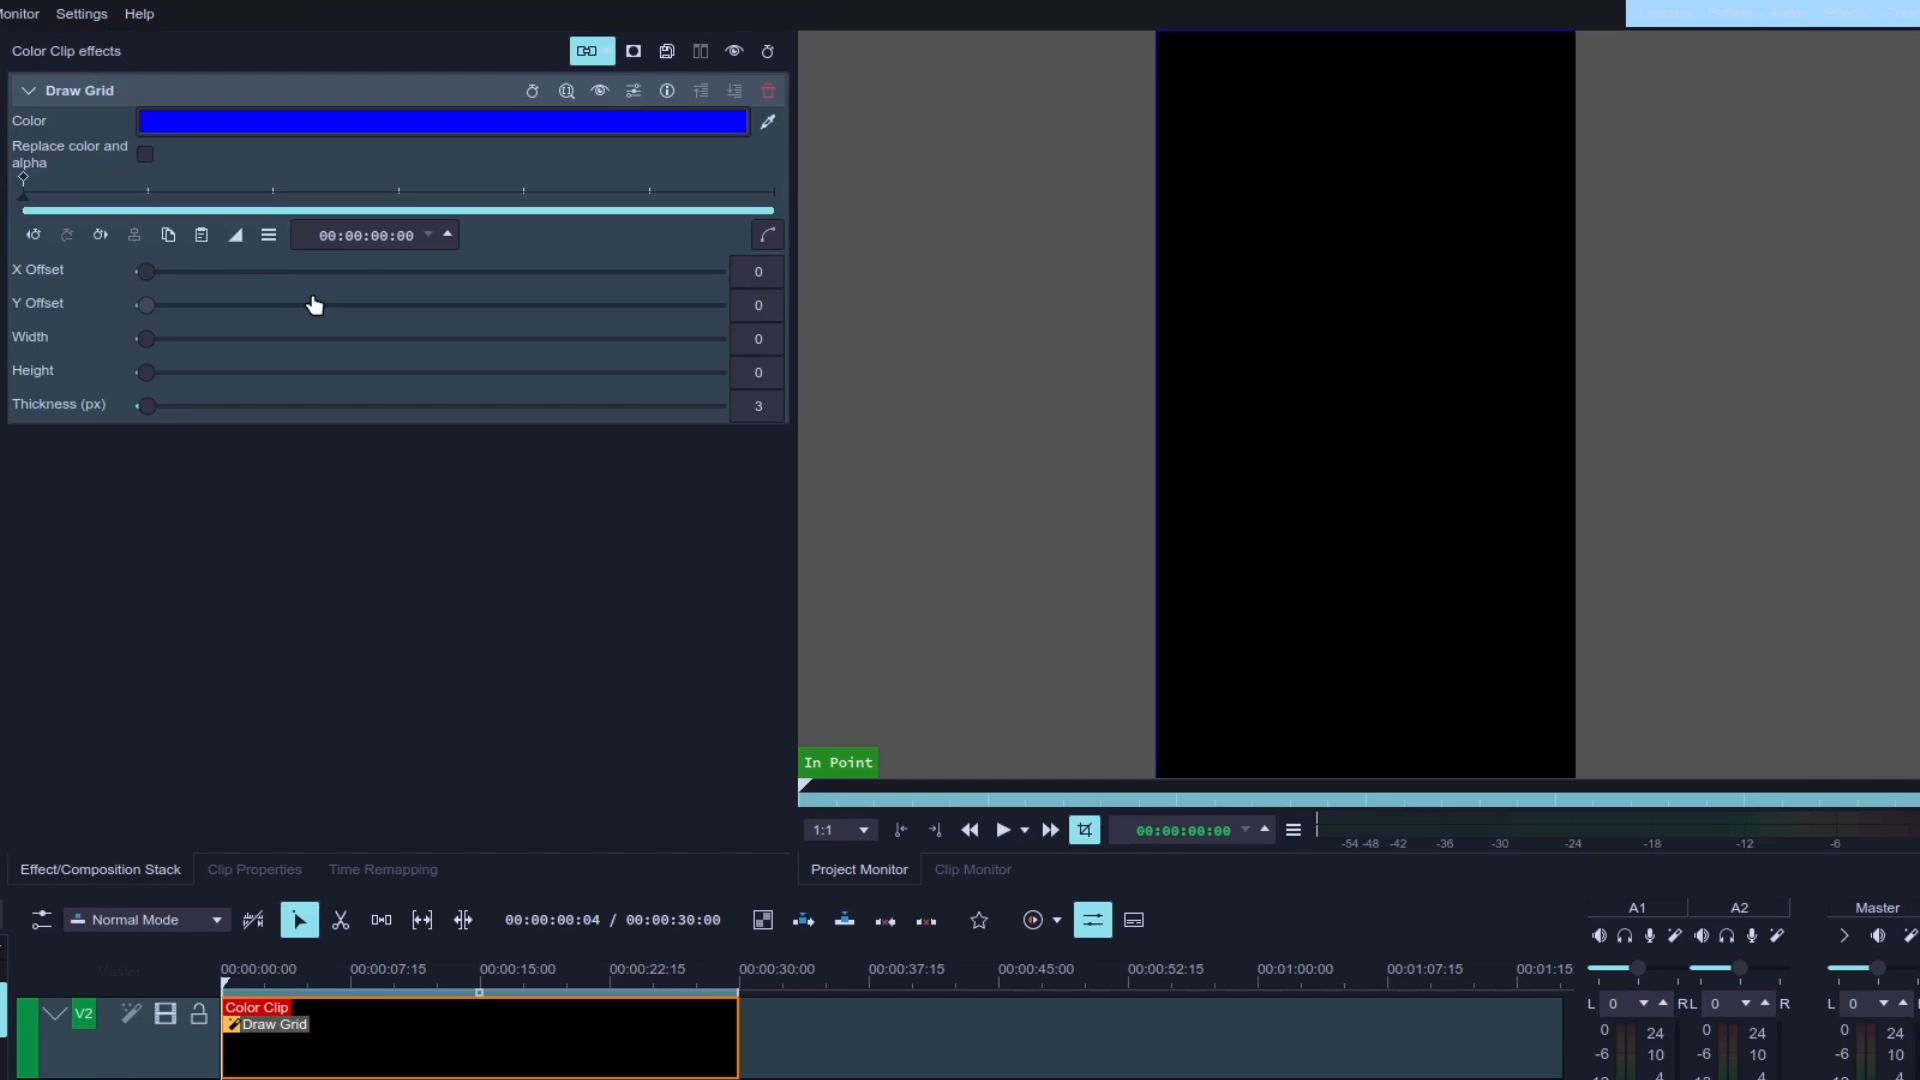 Monitor Settings Help
Color Clip effects
Draw Grid
Color
Replace color and
alpha
00:00:00:00
X Offset 0
Y Offset 0
Width 0
Height 0
Thickness (px) 3
In Point
1:1 00:00:00:00
-54 -48 -42 -36 -30 -24 -18 -12 -6
Effect/Composition Stack Clip Properties Time Remapping
Project Monitor Clip Monitor
Normal Mode 00:00:00:04 / 00:00:30:00
A1 A2 Master
Master
00:00:00:00 00:00:07:15 00:00:15:00 00:00:22:15 00:00:30:00 00:00:37:15 00:00:45:00 00:00:52:15 00:01:00:00 00:01:07:15 00:01:15:
V2
Color Clip
Draw Grid
L 0 R L 0 R L 0
0 24 0 24 0 24
-6 10 -6 10 -6 10
4 4 4